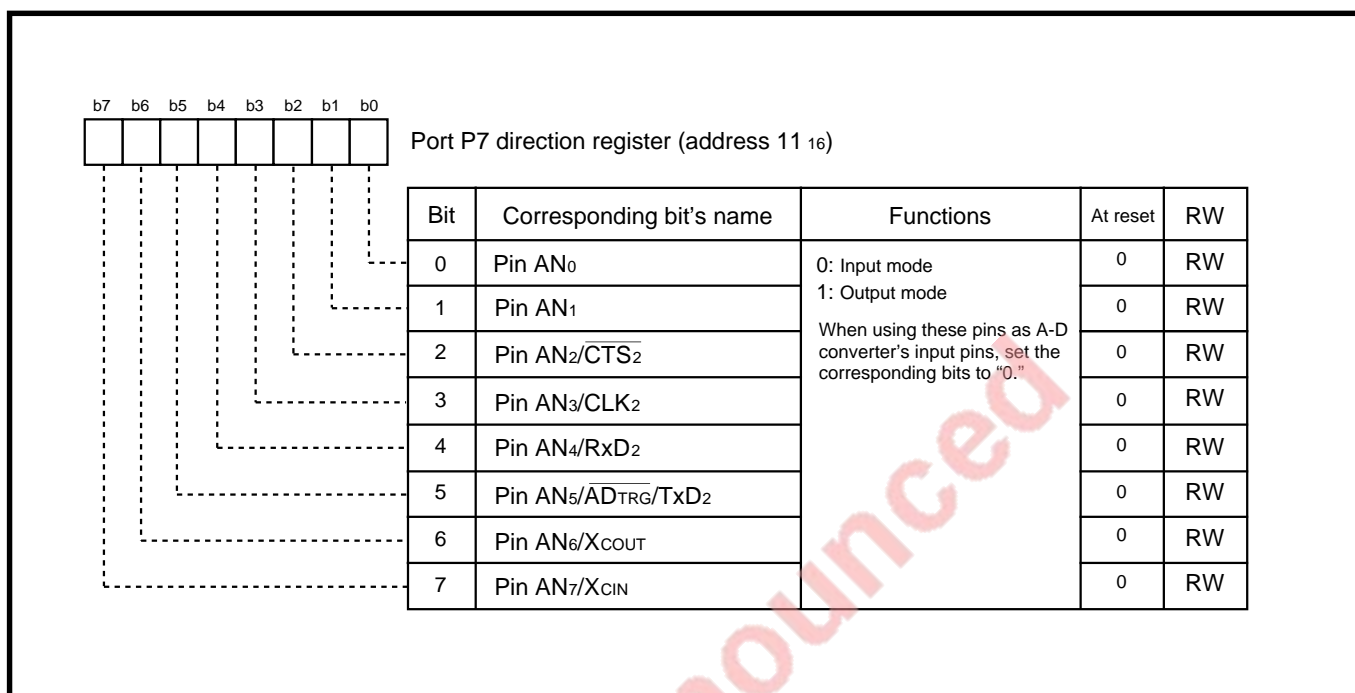 b7 b6 b5 b4 b3 b2 b1 b0
Port P7 direction register (address 11 16)
Bit Corresponding bit's name Functions At reset RW
0 Pin AN0 0: Input mode 0 RW
1: Output mode
1 Pin AN1 0 RW
When using these pins as A-D
2 Pin AN2/CTS2 converter's input pins, set the 0 RW
corresponding bits to “0.”
3 Pin AN3/CLK2 0 RW
4 Pin AN4/RxD2 0 RW
5 Pin AN5/ADTRG/TxD2 0 RW
6 Pin AN6/XCOUT 0 RW
7 Pin AN7/XCIN 0 RW
ounced